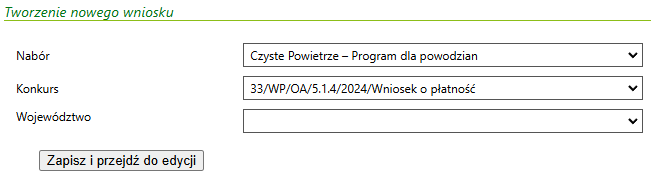 Tworzenie nowego wniosku
Nabór
Czyste Powietrze – Program dla powodzian
Konkurs
33/WP/OA/5.1.4/2024/Wniosek o płatność
Województwo
Zapisz i przejdź do edycji